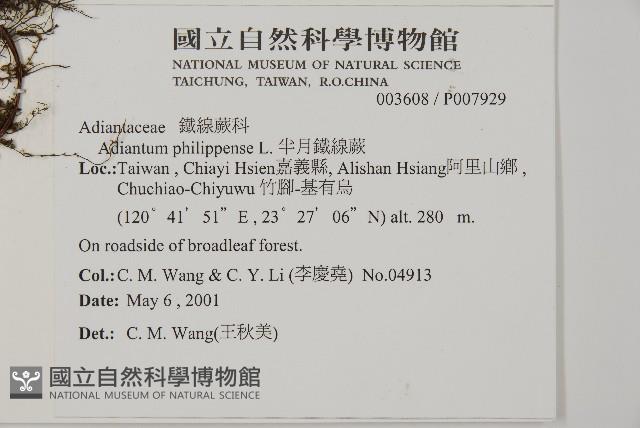 國立自然科學博物館
NATIONAL MUSEUM OF NATURAL SCIENCE
TAICHUNG, TAIWAN, R.O.CHINA
003608 / P007929
Adiantaceae 鐵線蕨科
Adiantum philippense L. 半月鐵線蕨
Loc.:Taiwan , Chiayi Hsien嘉義縣, Alishan Hsiang阿里山鄉 ,
Chuchiao-Chiyuwu 竹腳-基有烏
(120° 41’ 51” E , 23° 27’ 06” N) alt. 280 m.
On roadside of broadleaf forest.
Col.: C. M. Wang & C. Y. Li (李慶堯) No.04913
Date: May 6 , 2001
Det.: C. M. Wang(王秋美)
國立自然科學博物館
NATIONAL MUSEUM OF NATURAL SCIENCE